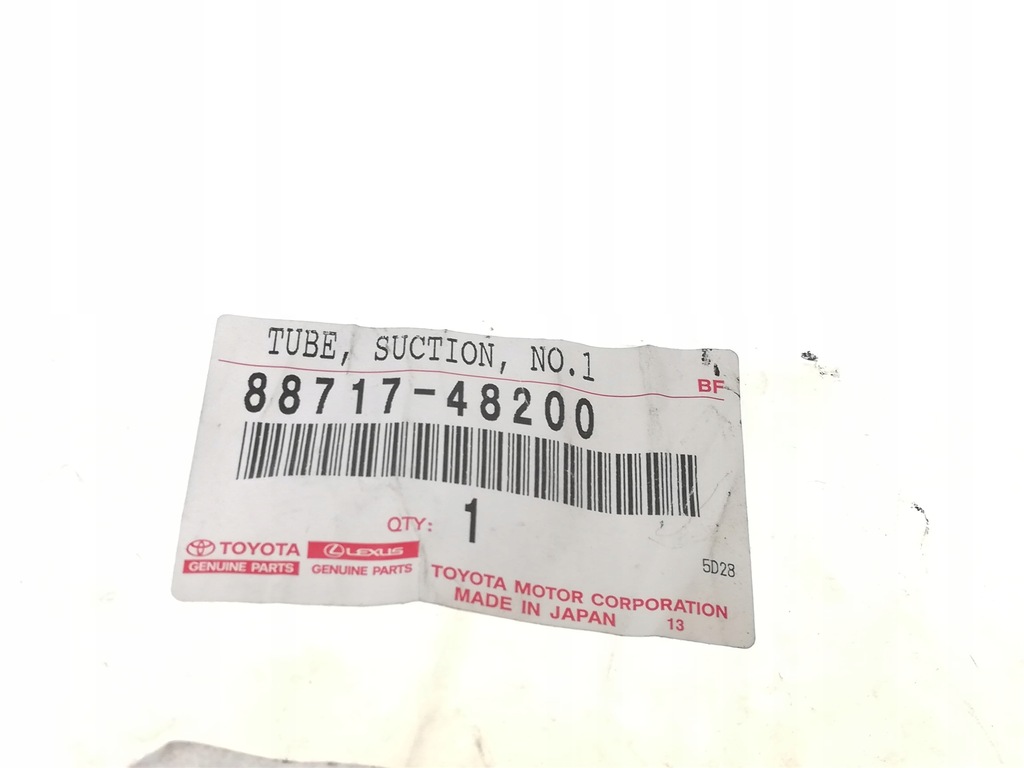 TUBE, SUCTION, NO.1
BF
88717-48200
QTY: 1
TOYOTA LEXUS
GENUINE PARTS GENUINE PARTS
5D28
TOYOTA MOTOR CORPORATION
MADE IN JAPAN 13